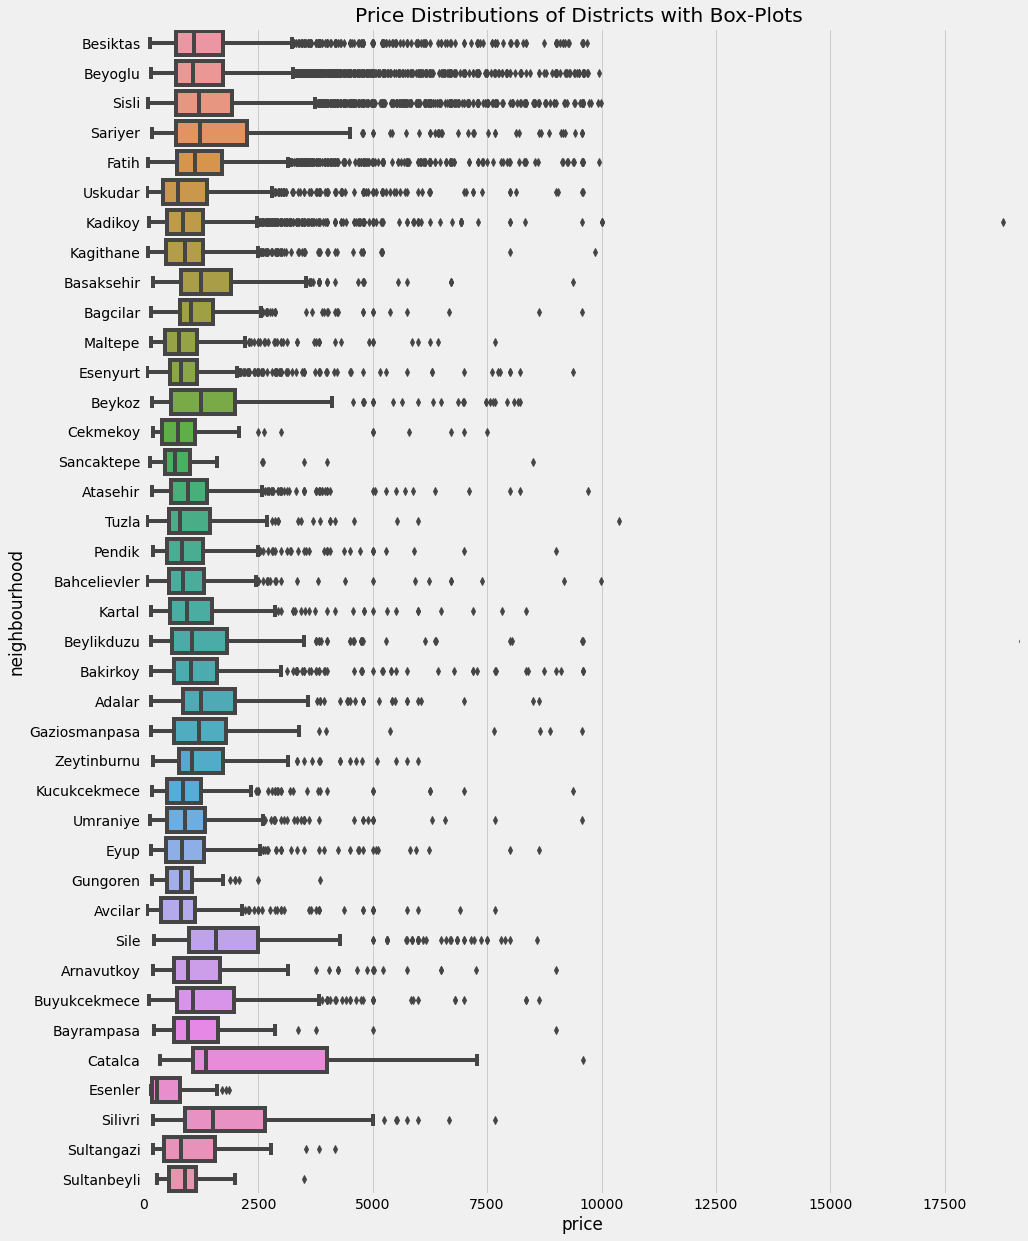 Price Distributions of Districts with Box-Plots
neighbourhood
Besiktas
Beyoglu
Sisli
Sariyer
Fatih
Uskudar
Kadikoy
Kagithane
Basaksehir
Bagcilar
Maltepe
Esenyurt
Beykoz
Cekmekoy
Sancaktepe
Atasehir
Tuzla
Pendik
Bahcelievler
Kartal
Beylikduzu
Bakirkoy
Adalar
Gaziosmanpasa
Zeytinburnu
Kucukcekmece
Umraniye
Eyup
Gungoren
Avcilar
Sile
Arnavutkoy
Buyukcekmece
Bayrampasa
Catalca
Esenler
Silivri
Sultangazi
Sultanbeyli
0 2500 5000 7500 10000 12500 15000 17500
price